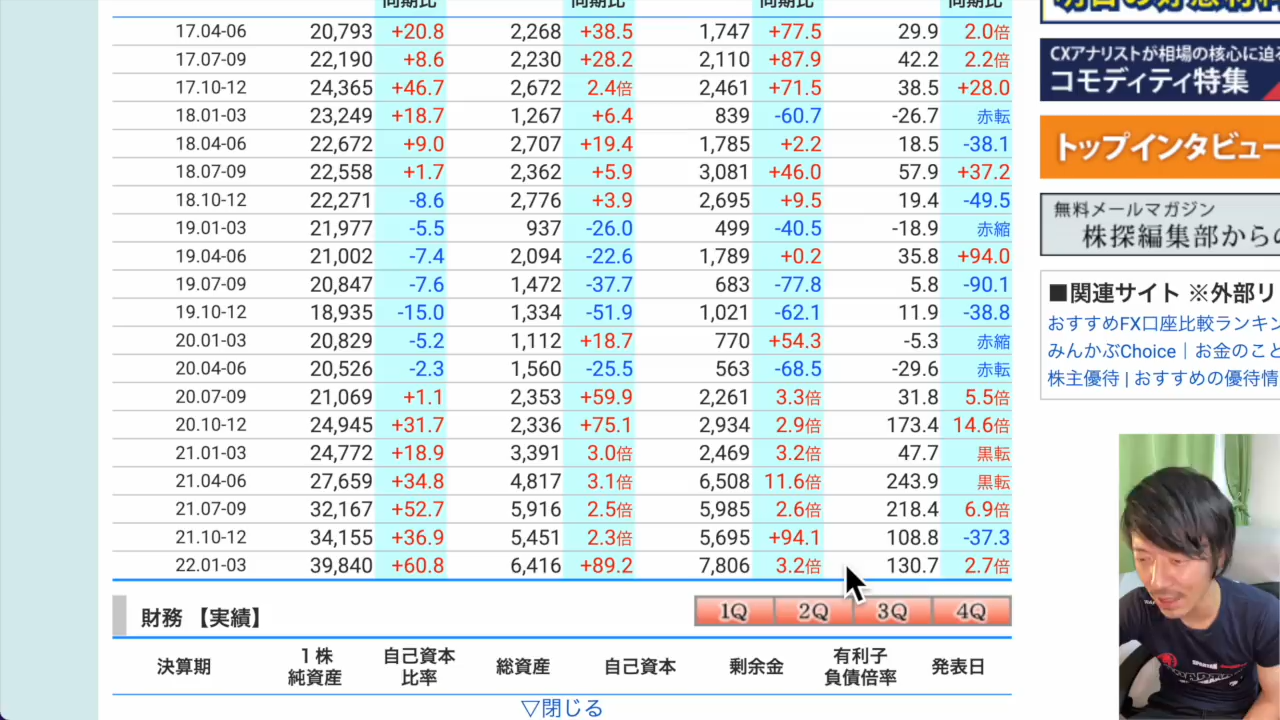 同期比 同期比 同期比 同期比
17.04-06 20,793 +20.8 2,268 +38.5 1,747 +77.5 29.9 2.0倍
17.07-09 22,190 +8.6 2,230 +28.2 2,110 +87.9 42.2 2.2倍
17.10-12 24,365 +46.7 2,672 2.4倍 2,461 +71.5 38.5 +28.0
18.01-03 23,249 +18.7 1,267 +6.4 839 -60.7 -26.7 赤転
18.04-06 22,672 +9.0 2,707 +19.4 1,785 +2.2 18.5 -38.1
18.07-09 22,558 +1.7 2,362 +5.9 3,081 +46.0 57.9 +37.2
18.10-12 22,271 -8.6 2,776 +3.9 2,695 +9.5 19.4 -49.5
19.01-03 21,977 -5.5 937 -26.0 499 -40.5 -18.9 赤縮
19.04-06 21,002 -7.4 2,094 -22.6 1,789 +0.2 35.8 +94.0
19.07-09 20,847 -7.6 1,472 -37.7 683 -77.8 5.8 -90.1
19.10-12 18,935 -15.0 1,334 -51.9 1,021 -62.1 11.9 -38.8
20.01-03 20,829 -5.2 1,112 +18.7 770 +54.3 -5.3 赤縮
20.04-06 20,526 -2.3 1,560 -25.5 563 -68.5 -29.6 赤転
20.07-09 21,069 +1.1 2,353 +59.9 2,261 3.3倍 31.8 5.5倍
20.10-12 24,945 +31.7 2,336 +75.1 2,934 2.9倍 173.4 14.6倍
21.01-03 24,772 +18.9 3,391 3.0倍 2,469 3.2倍 47.7 黒転
21.04-06 27,659 +34.8 4,817 3.1倍 6,508 11.6倍 243.9 黒転
21.07-09 32,167 +52.7 5,916 2.5倍 5,985 2.6倍 218.4 6.9倍
21.10-12 34,155 +36.9 5,451 2.3倍 5,695 +94.1 108.8 -37.3
22.01-03 39,840 +60.8 6,416 +89.2 7,806 3.2倍 130.7 2.7倍
財務 【実績】 1Q 2Q 3Q 4Q
決算期 1株純資産 自己資本比率 総資産 自己資本 剰余金 有利子負債倍率 発表日
▽閉じる
CXアナリストが相場の核心に迫る
コモディティ特集
トップインタビュー
無料メールマガジン
株探編集部からの
■関連サイト ※外部リ
おすすめFX口座比較ランキン
みんかぶChoice｜お金のこと
株主優待 | おすすめの優待情